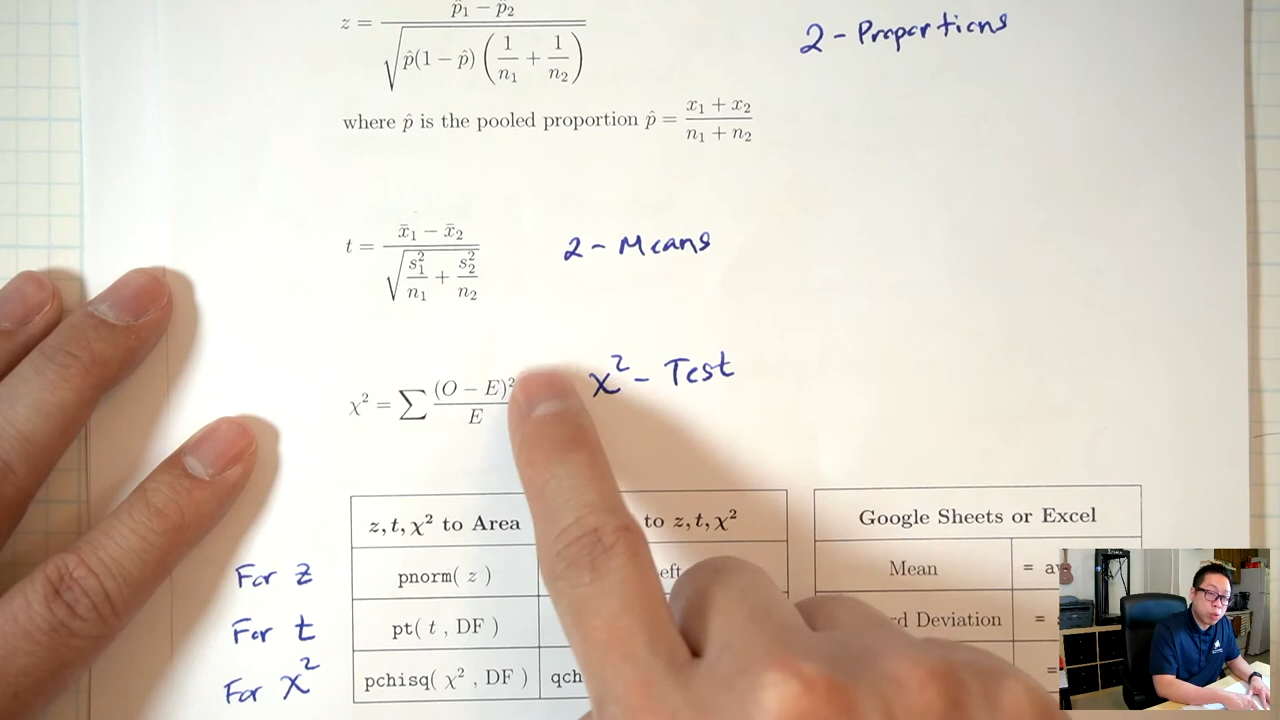 z = p̂₁ − p̂₂ / √( p̂(1 − p̂) ( 1/n₁ + 1/n₂ ) )
2 - Proportions
where p̂ is the pooled proportion p̂ = x₁ + x₂ / n₁ + n₂
t = x̄₁ − x̄₂ / √( s₁²/n₁ + s₂²/n₂ )
2 - Means
χ² = ∑ (O − E)² / E
χ² - Test
z, t, χ² to Area
to z, t, χ²
Google Sheets or Excel
For z
pnorm( z )
Mean
For t
pt( t , DF )
Deviation
=
For χ²
pchisq( χ² , DF )